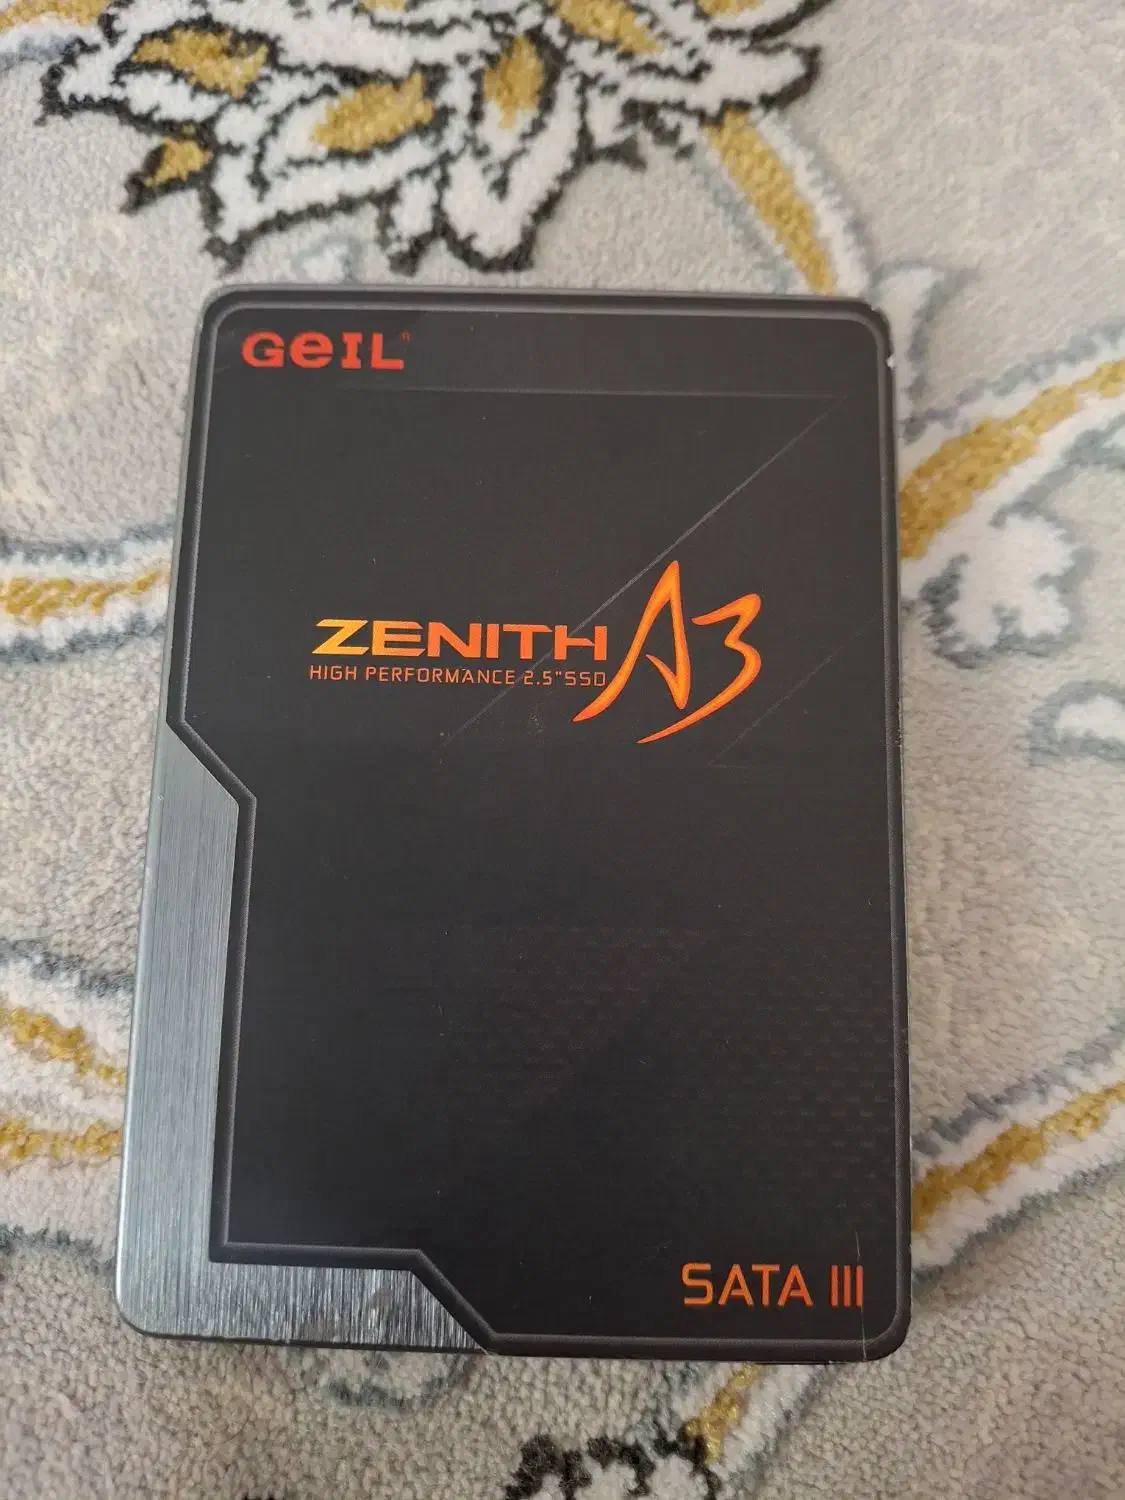 GeIL®
ZENITH A3
HIGH PERFORMANCE 2.5"SSD
SATA III